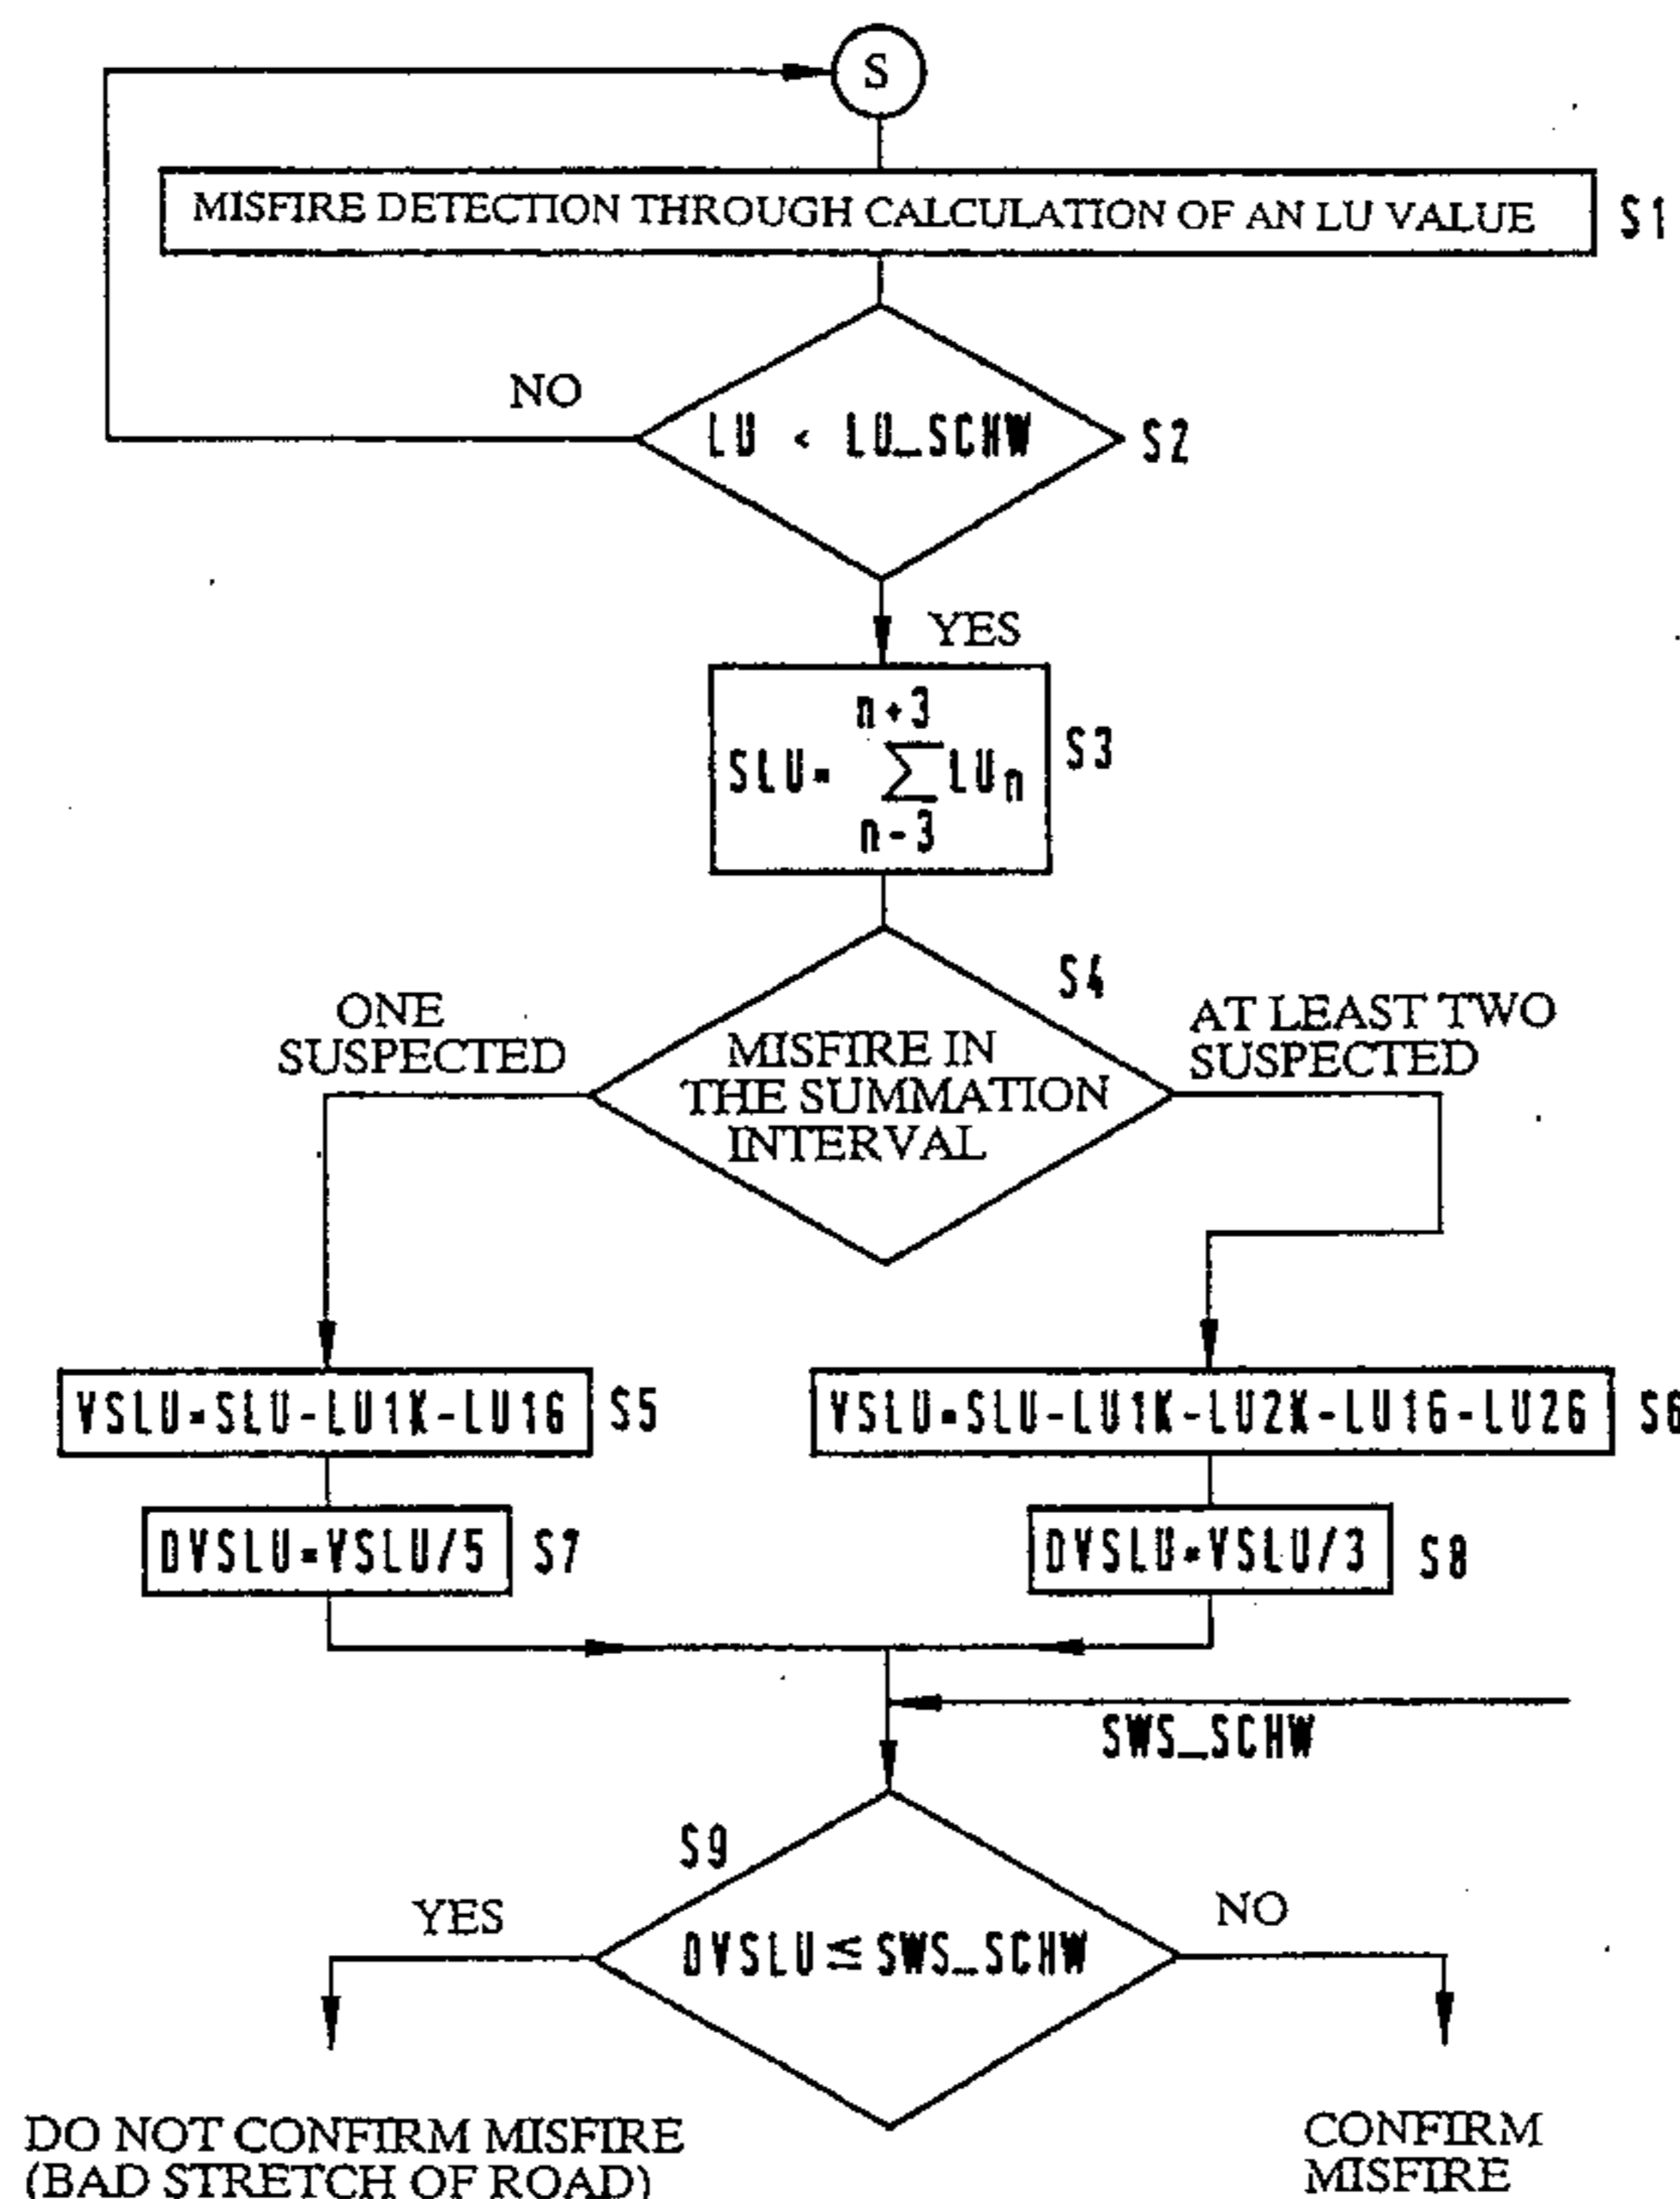 S
MISFIRE DETECTION THROUGH CALCULATION OF AN LU VALUE
S1
NO
LU < LU_SCHW
S2
YES
n+3
SLU= ∑ LUn
n-3
S3
S4
ONE
SUSPECTED
MISFIRE IN
THE SUMMATION
INTERVAL
AT LEAST TWO
SUSPECTED
VSLU=SLU-LU1K-LU1G
S5
VSLU=SLU-LU1K-LU2K-LU1G-LU2G
S6
DVSLU=VSLU/5
S7
DVSLU=VSLU/3
S8
SWS_SCHW
S9
YES
DVSLU≦SWS_SCHW
NO
DO NOT CONFIRM MISFIRE
(BAD STRETCH OF ROAD)
CONFIRM
MISFIRE